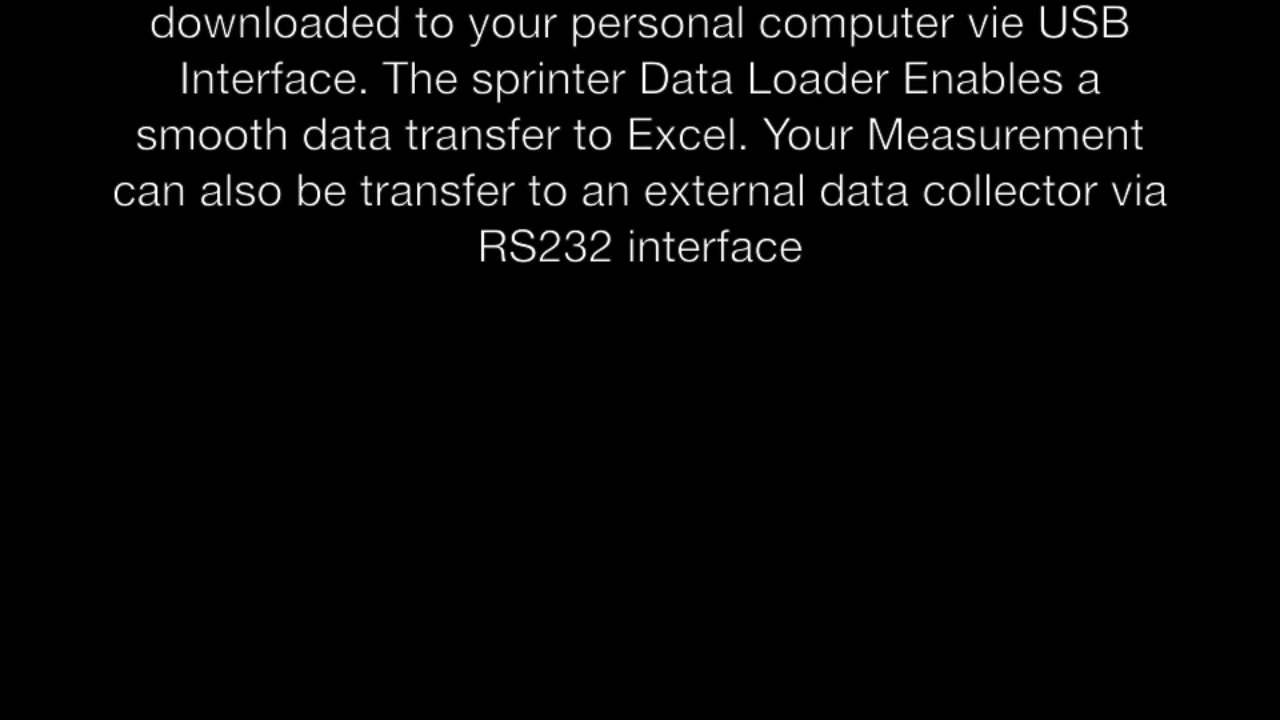 downloaded to your personal computer vie USB
Interface. The sprinter Data Loader Enables a
smooth data transfer to Excel. Your Measurement
can also be transfer to an external data collector via
RS232 interface